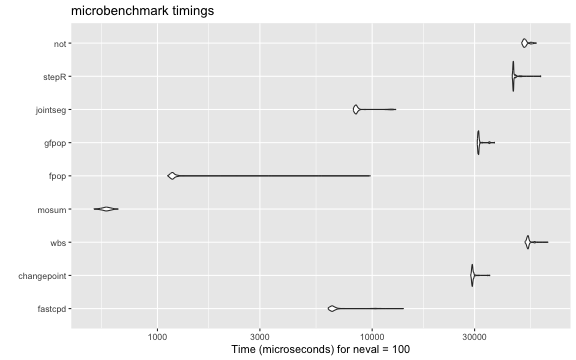 microbenchmark timings
not
stepR
jointseg
gfpop
fpop
mosum
wbs
changepoint
fastcpd
1000
3000
10000
30000
Time (microseconds) for neval = 100